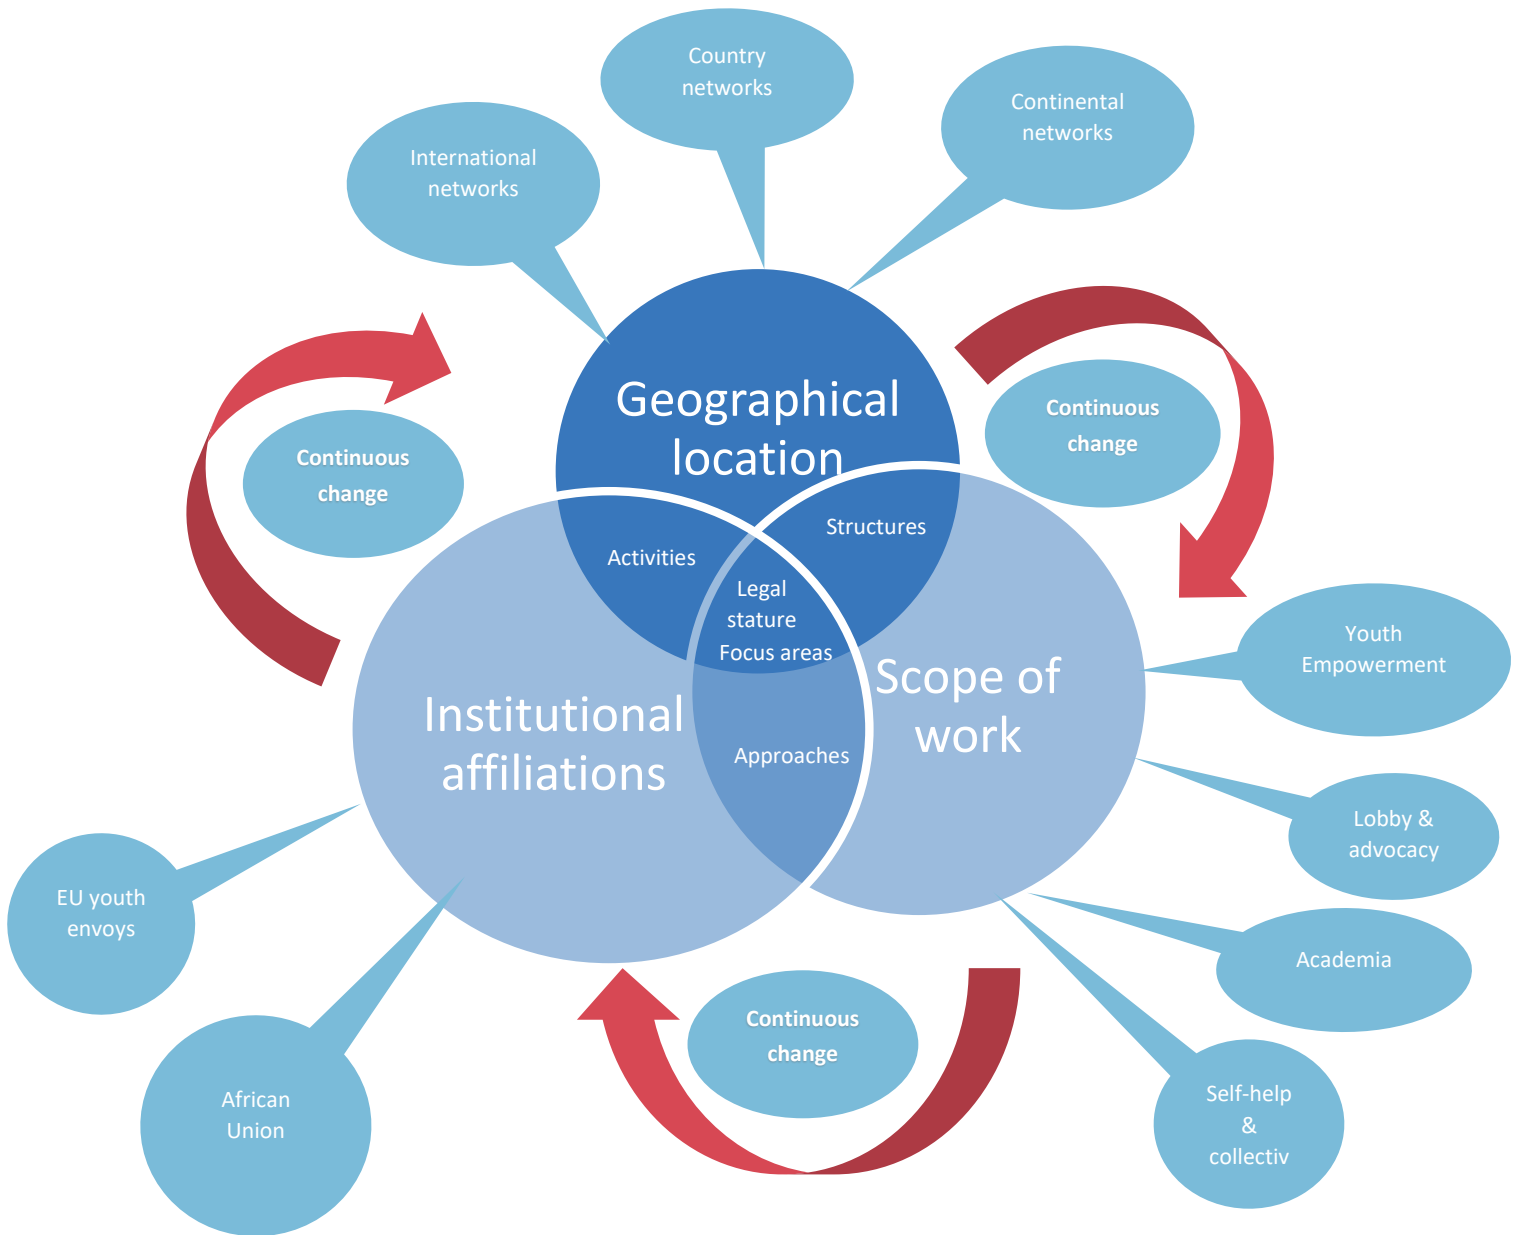 Country
networks
Continental
networks
International
networks
Geographical
location
Continuous
change
Continuous
change
Structures
Activities
Legal
stature
Focus areas
Youth
Empowerment
Scope of
work
Institutional
affiliations
Approaches
Lobby &
advocacy
EU youth
envoys
Academia
Continuous
change
African
Union
Self-help
&
collectiv